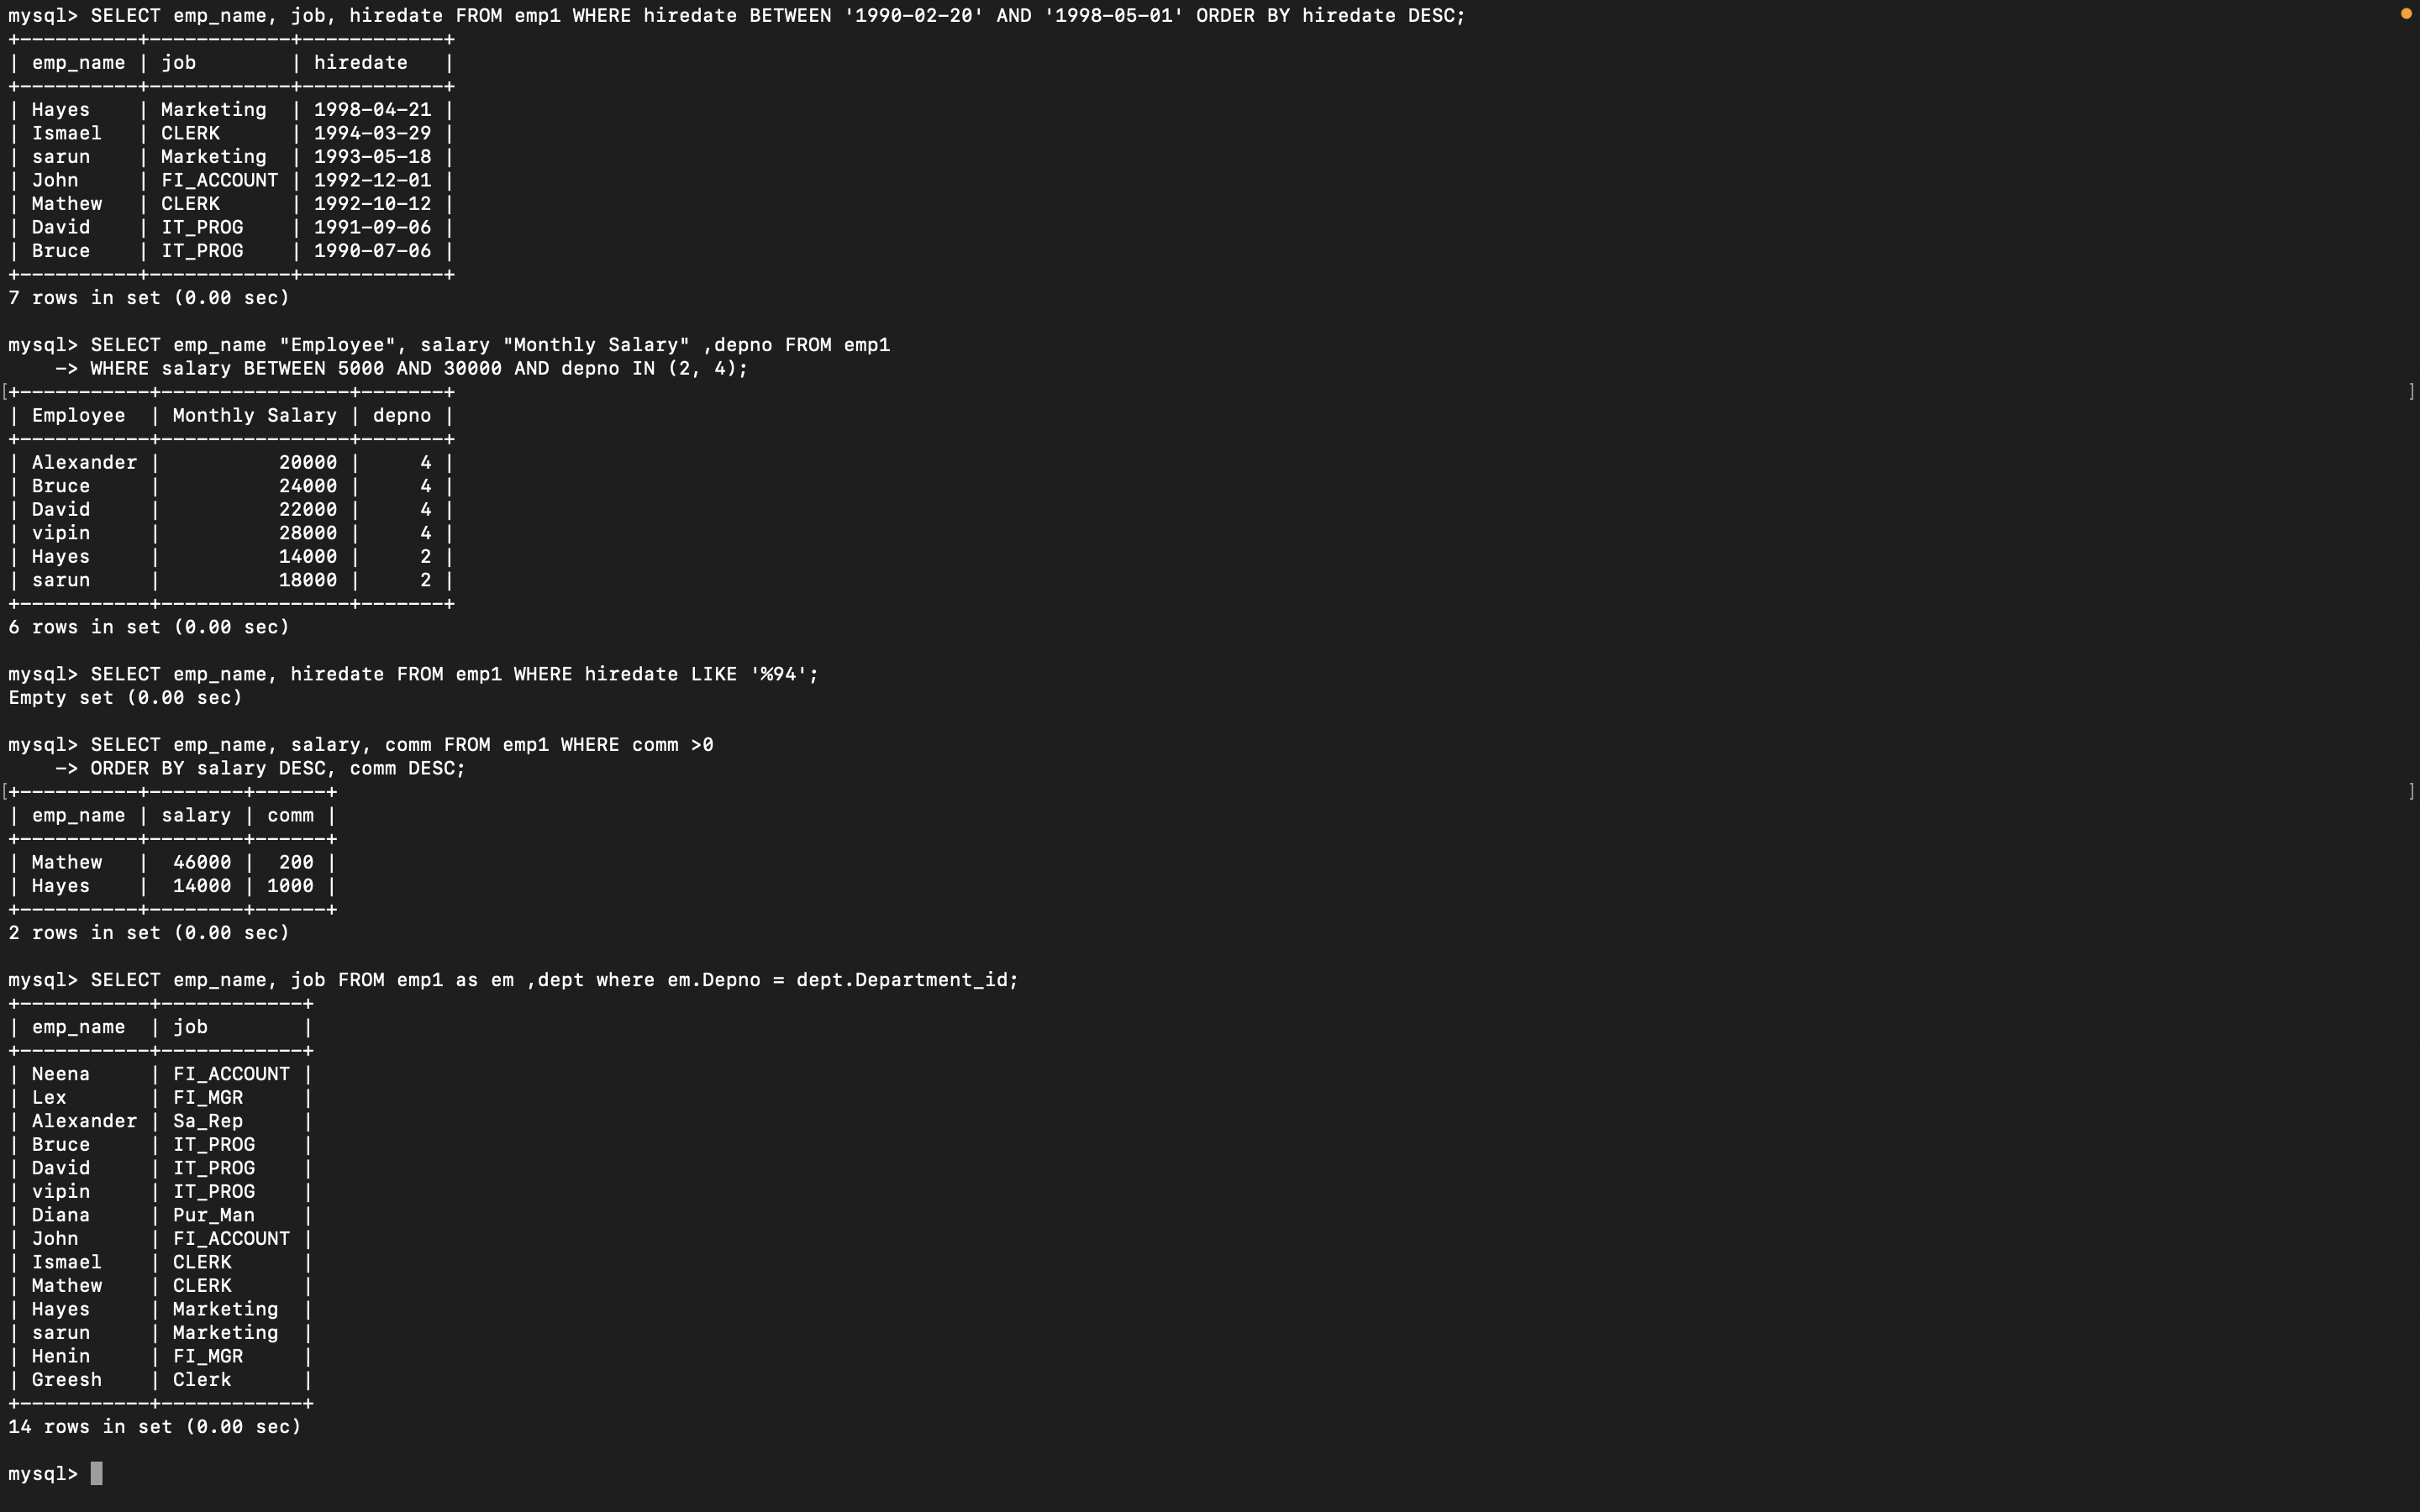 mysql> SELECT emp_name, job, hiredate FROM emp1 WHERE hiredate BETWEEN '1990-02-20' AND '1998-05-01' ORDER BY hiredate DESC;
+----------+------------+------------+
| emp_name | job        | hiredate   |
+----------+------------+------------+
| Hayes    | Marketing  | 1998-04-21 |
| Ismael   | CLERK      | 1994-03-29 |
| sarun    | Marketing  | 1993-05-18 |
| John     | FI_ACCOUNT | 1992-12-01 |
| Mathew   | CLERK      | 1992-10-12 |
| David    | IT_PROG    | 1991-09-06 |
| Bruce    | IT_PROG    | 1990-07-06 |
+----------+------------+------------+
7 rows in set (0.00 sec)

mysql> SELECT emp_name "Employee", salary "Monthly Salary" ,depno FROM emp1
    -> WHERE salary BETWEEN 5000 AND 30000 AND depno IN (2, 4);
[+-----------+----------------+-------+ ]
| Employee  | Monthly Salary | depno |
+-----------+----------------+-------+
| Alexander |          20000 |     4 |
| Bruce     |          24000 |     4 |
| David     |          22000 |     4 |
| vipin     |          28000 |     4 |
| Hayes     |          14000 |     2 |
| sarun     |          18000 |     2 |
+-----------+----------------+-------+
6 rows in set (0.00 sec)

mysql> SELECT emp_name, hiredate FROM emp1 WHERE hiredate LIKE '%94';
Empty set (0.00 sec)

mysql> SELECT emp_name, salary, comm FROM emp1 WHERE comm >0
    -> ORDER BY salary DESC, comm DESC;
[+----------+--------+------+ ]
| emp_name | salary | comm |
+----------+--------+------+
| Mathew   |  46000 |  200 |
| Hayes    |  14000 | 1000 |
+----------+--------+------+
2 rows in set (0.00 sec)

mysql> SELECT emp_name, job FROM emp1 as em ,dept where em.Depno = dept.Department_id;
+-----------+------------+
| emp_name  | job        |
+-----------+------------+
| Neena     | FI_ACCOUNT |
| Lex       | FI_MGR     |
| Alexander | Sa_Rep     |
| Bruce     | IT_PROG    |
| David     | IT_PROG    |
| vipin     | IT_PROG    |
| Diana     | Pur_Man    |
| John      | FI_ACCOUNT |
| Ismael    | CLERK      |
| Mathew    | CLERK      |
| Hayes     | Marketing  |
| sarun     | Marketing  |
| Henin     | FI_MGR     |
| Greesh    | Clerk      |
+-----------+------------+
14 rows in set (0.00 sec)

mysql>